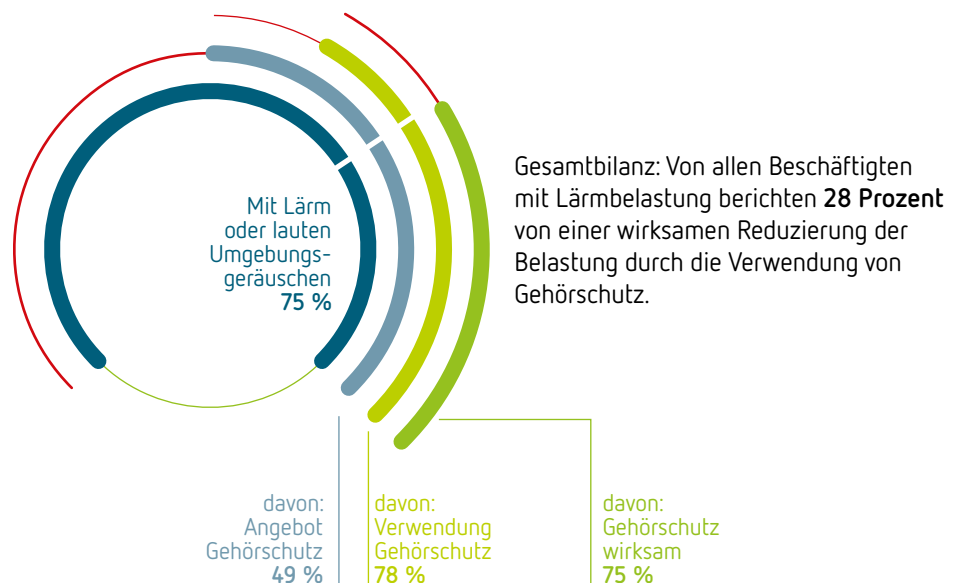 Mit Lärm
oder lauten
Umgebungs-
geräuschen
75 %
Gesamtbilanz: Von allen Beschäftigten
mit Lärmbelastung berichten 28 Prozent
von einer wirksamen Reduzierung der
Belastung durch die Verwendung von
Gehörschutz.
davon:
Angebot
Gehörschutz
49 %
davon:
Verwendung
Gehörschutz
78 %
davon:
Gehörschutz
wirksam
75 %